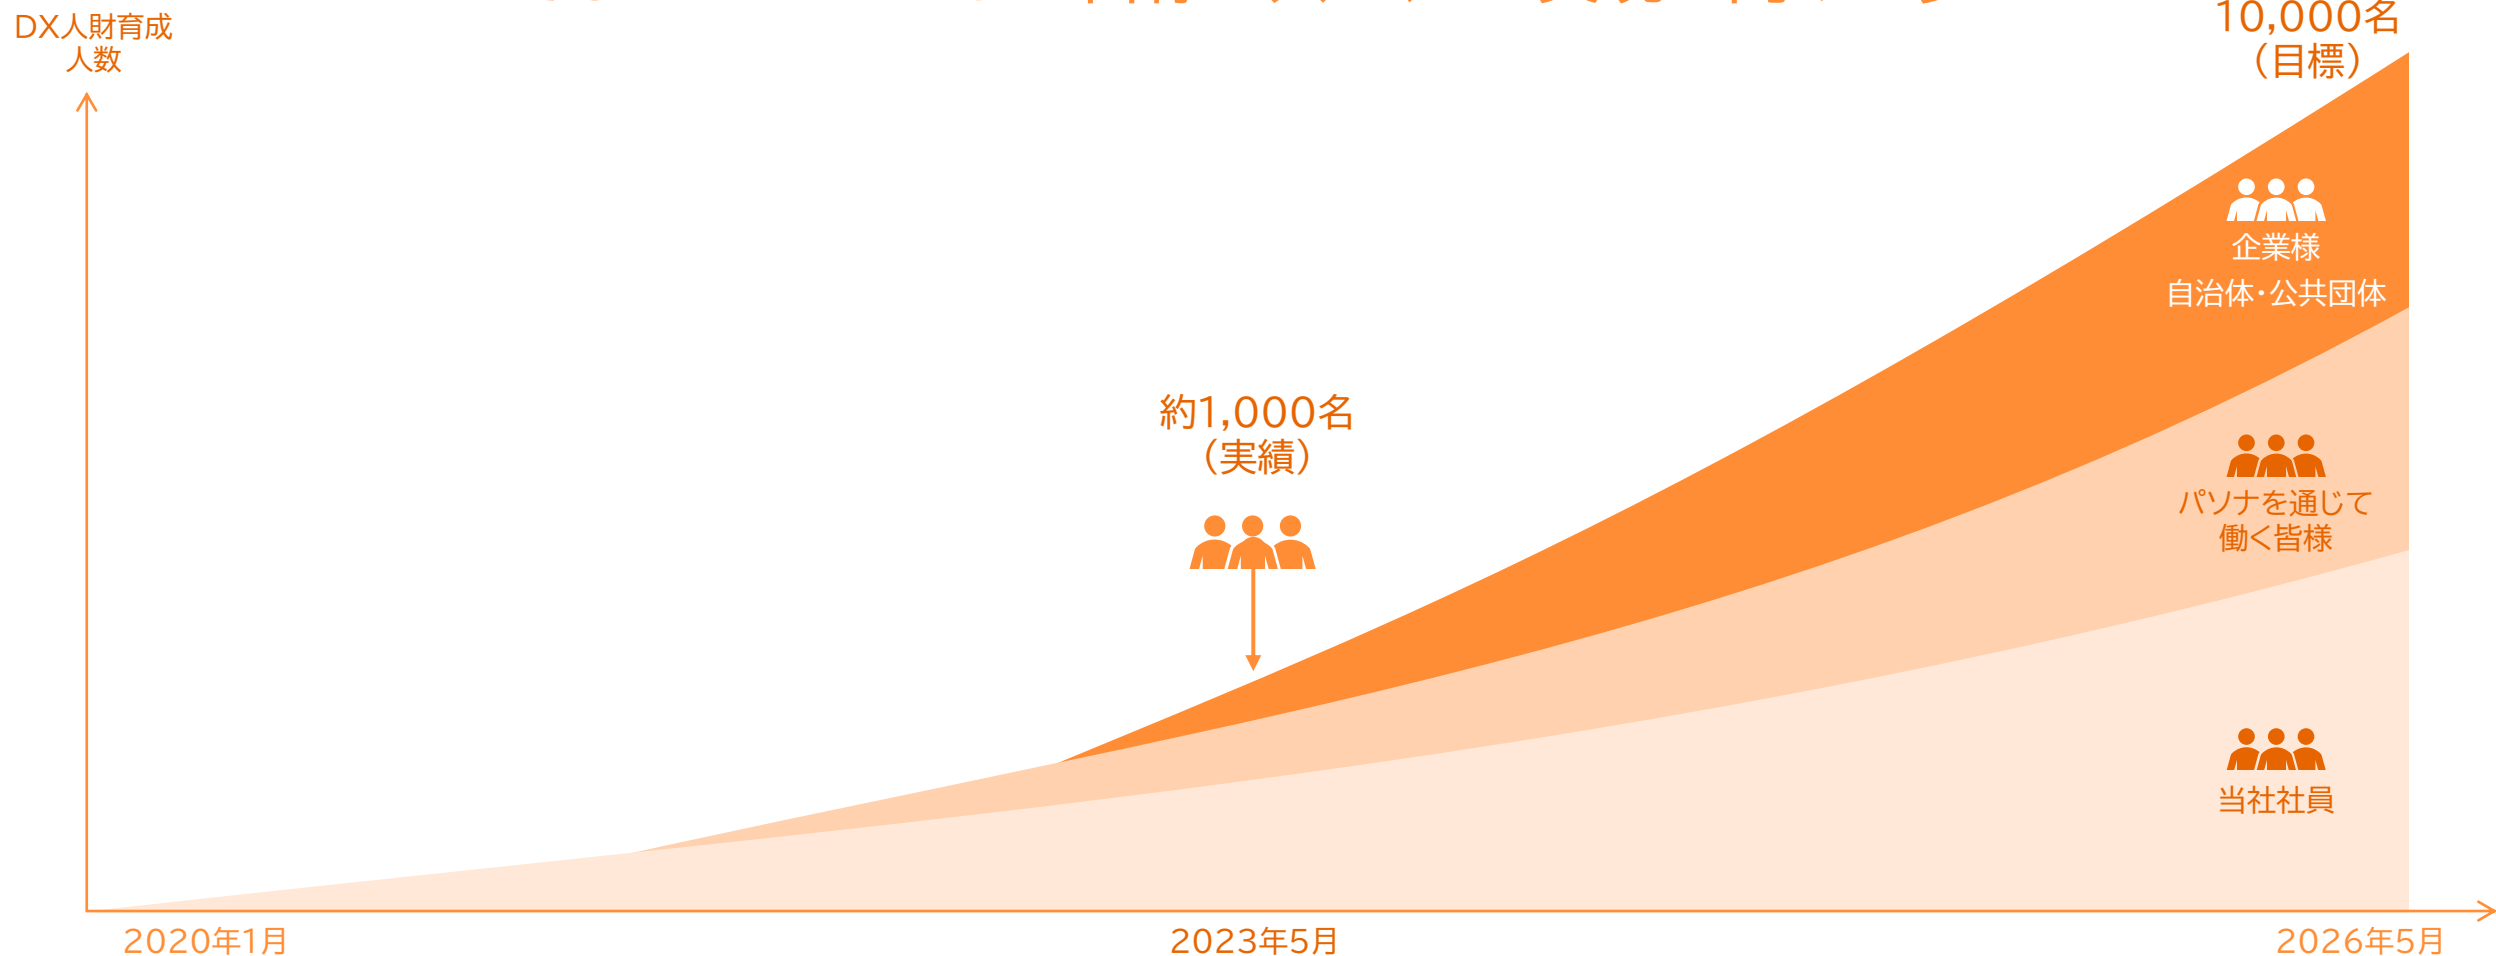 DX人財育成
人数
10,000名
(目標)
企業様
自治体・公共団体
約1,000名
(実績)
パソナを通じて
働く皆様
当社社員
2020年1月
2023年5月
2026年5月